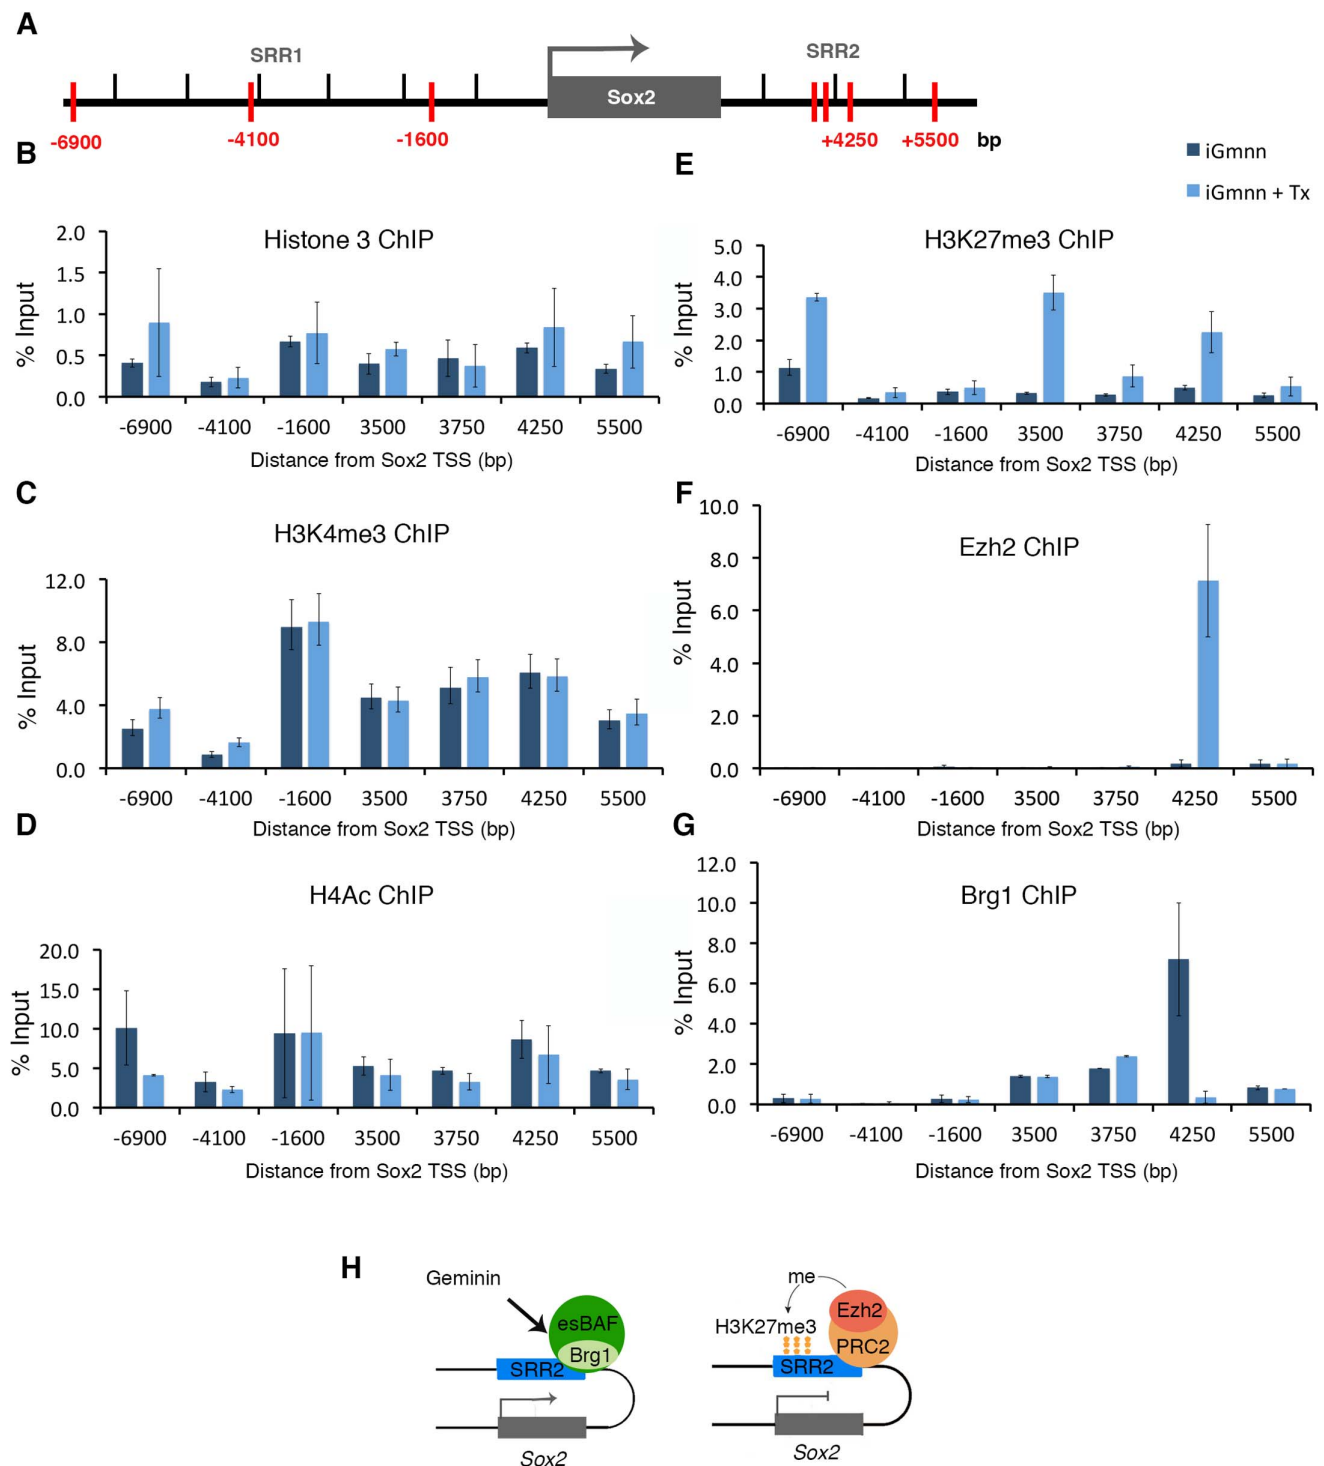 A
SRR1
SRR2
Sox2
-6900
-4100
-1600
+4250
+5500
bp
iGmnn
iGmnn + Tx
B
Histone 3 ChIP
% Input
2.0
1.5
1.0
0.5
0.0
-6900 -4100 -1600 3500 3750 4250 5500
Distance from Sox2 TSS (bp)
C
H3K4me3 ChIP
% Input
12.0
8.0
4.0
0.0
-6900 -4100 -1600 3500 3750 4250 5500
Distance from Sox2 TSS (bp)
D
H4Ac ChIP
% Input
20.0
15.0
10.0
5.0
0.0
-6900 -4100 -1600 3500 3750 4250 5500
Distance from Sox2 TSS (bp)
E
H3K27me3 ChIP
% Input
5.0
4.0
3.0
2.0
1.0
0.0
-6900 -4100 -1600 3500 3750 4250 5500
Distance from Sox2 TSS (bp)
F
Ezh2 ChIP
% Input
10.0
8.0
6.0
4.0
2.0
0.0
-6900 -4100 -1600 3500 3750 4250 5500
Distance from Sox2 TSS (bp)
G
Brg1 ChIP
% Input
12.0
10.0
8.0
6.0
4.0
2.0
0.0
-6900 -4100 -1600 3500 3750 4250 5500
Distance from Sox2 TSS (bp)
H
Geminin
esBAF
Brg1
SRR2
Sox2
me
Ezh2
H3K27me3
PRC2
SRR2
Sox2